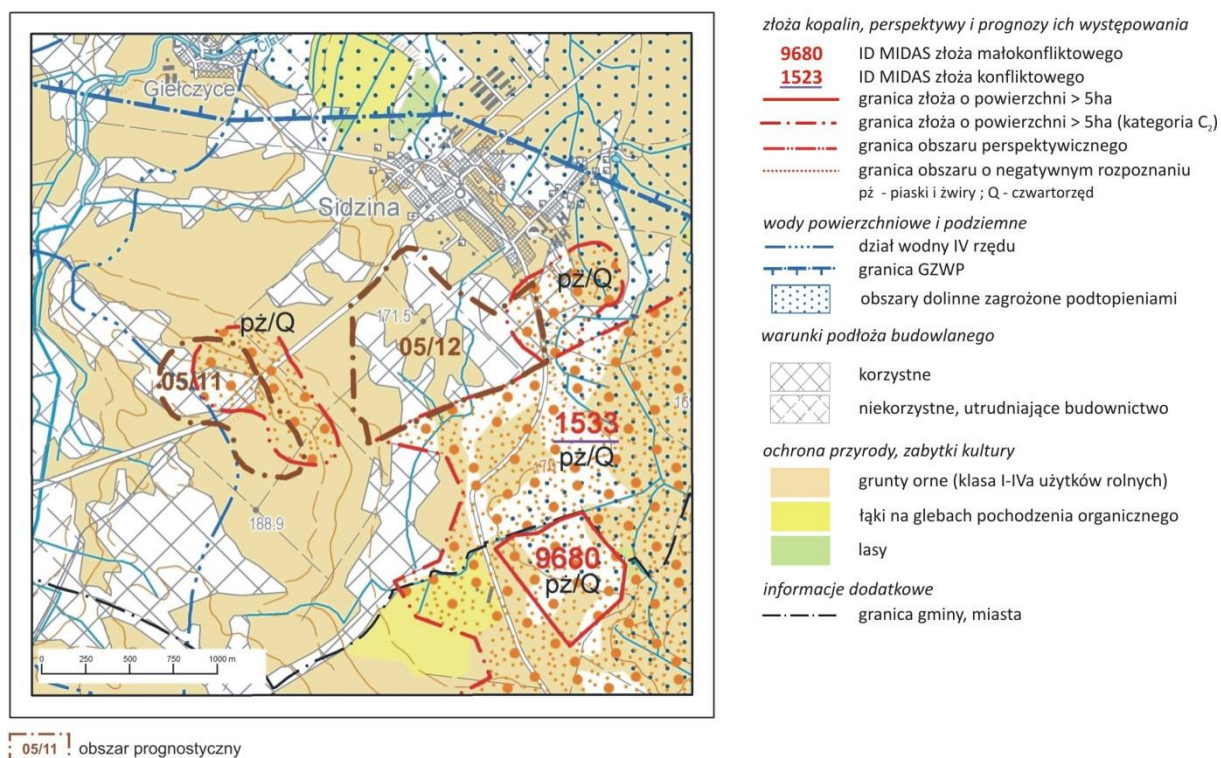 Giełczyce
CIEL
Sidzina
pż/Q
pż/Q
171.5
05/12
05/11
1533
pż/Q
188.9
9680
pż/Q
0 250 500 750 1000 m
złoża kopalin, perspektywy i prognozy ich występowania
9680 ID MIDAS złoża małokonfliktowego
1523 ID MIDAS złoża konfliktowego
granica złoża o powierzchni > 5ha
granica złoża o powierzchni > 5ha (kategoria C₂)
granica obszaru perspektywicznego
granica obszaru o negatywnym rozpoznaniu
pż - piaski i żwiry ; Q - czwartorzęd
wody powierzchniowe i podziemne
dział wodny IV rzędu
granica GZWP
obszary dolinne zagrożone podtopieniami
warunki podłoża budowlanego
korzystne
niekorzystne, utrudniające budownictwo
ochrona przyrody, zabytki kultury
grunty orne (klasa I-IVa użytków rolnych)
łąki na glebach pochodzenia organicznego
lasy
informacje dodatkowe
granica gminy, miasta
05/11 obszar prognostyczny